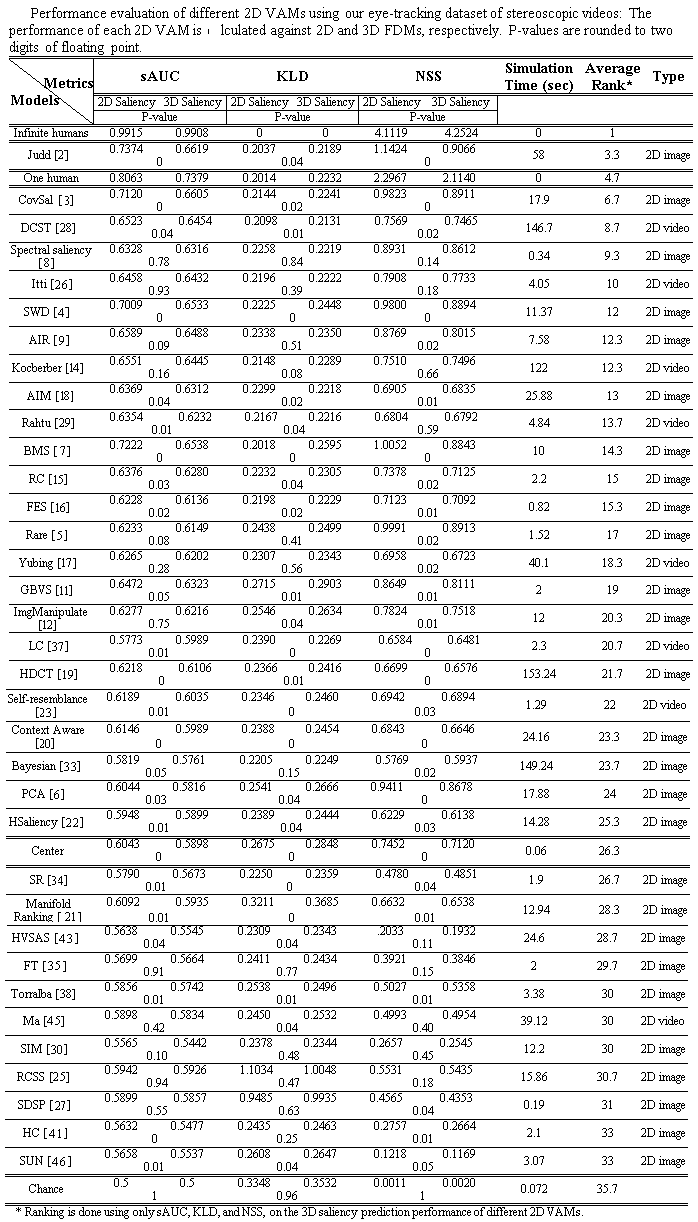 Performance evaluation of different 2D VAMs using our eye-tracking dataset of stereoscopic videos: The
performance of each 2D VAM is lculated against 2D and 3D FDMs, respectively. P-values are rounded to two
digits of floating point.
Metrics Models sAUC KLD NSS Simulation Time (sec) Average Rank* Type
2D Saliency 3D Saliency 2D Saliency 3D Saliency 2D Saliency 3D Saliency
P-value P-value P-value
Infinite humans 0.9915 0.9908 0 0 4.1119 4.2524 0 1
Judd [2] 0.7374 0.6619 0.2037 0.2189 1.1424 0.9066 58 3.3 2D image
0 0.04 0
One human 0.8063 0.7379 0.2014 0.2232 2.2967 2.1140 0 4.7
CovSal [3] 0.7120 0.6605 0.2144 0.2241 0.9823 0.8911 17.9 6.7 2D image
0 0.02 0
DCST [28] 0.6523 0.6454 0.2098 0.2131 0.7569 0.7465 146.7 8.7 2D video
0.04 0.01 0.02
Spectral saliency [8] 0.6328 0.6316 0.2258 0.2219 0.8931 0.8612 0.34 9.3 2D image
0.78 0.84 0.14
Itti [26] 0.6458 0.6432 0.2196 0.2222 0.7908 0.7733 4.05 10 2D video
0.93 0.39 0.18
SWD [4] 0.7009 0.6533 0.2225 0.2448 0.9800 0.8894 11.37 12 2D image
0 0 0
AIR [9] 0.6589 0.6488 0.2338 0.2350 0.8769 0.8015 7.58 12.3 2D image
0.09 0.51 0.02
Kocberber [14] 0.6551 0.6445 0.2148 0.2289 0.7510 0.7496 122 12.3 2D video
0.16 0.08 0.66
AIM [18] 0.6369 0.6312 0.2299 0.2218 0.6905 0.6835 25.88 13 2D image
0.04 0.02 0.01
Rahtu [29] 0.6354 0.6232 0.2167 0.2216 0.6804 0.6792 4.84 13.7 2D video
0.01 0.04 0.59
BMS [ 7] 0.7222 0.6538 0.2018 0.2595 1.0052 0.8843 10 14.3 2D image
0 0 0
RC [15] 0.6376 0.6280 0.2232 0.2305 0.7378 0.7125 2.2 15 2D image
0.03 0.04 0.02
FES [16] 0.6228 0.6136 0.2198 0.2229 0.7123 0.7092 0.82 15.3 2D image
0.02 0.02 0.01
Rare [5] 0.6233 0.6149 0.2438 0.2499 0.9991 0.8913 1.52 17 2D image
0.08 0.41 0.02
Yubing [17] 0.6265 0.6202 0.2307 0.2343 0.6958 0.6723 40.1 18.3 2D video
0.28 0.56 0.02
GBVS [11] 0.6472 0.6323 0.2715 0.2903 0.8649 0.8111 2 19 2D image
0.05 0.01 0.01
ImgManipulate [12] 0.6277 0.6216 0.2546 0.2634 0.7824 0.7518 12 20.3 2D image
0.75 0.04 0.01
LC [37] 0.5773 0.5989 0.2390 0.2269 0.6584 0.6481 2.3 20.7 2D video
0.01 0 0
HDCT [19] 0.6218 0.6106 0.2366 0.2416 0.6699 0.6576 153.24 21.7 2D image
0 0.01 0
Self-resemblance [23] 0.6189 0.6035 0.2346 0.2460 0.6942 0.6894 1.29 22 2D video
0.01 0 0.03
Context Aware [20] 0.6146 0.5989 0.2388 0.2454 0.6843 0.6646 24.16 23.3 2D image
0 0 0
Bayesian [33] 0.5819 0.5761 0.2205 0.2249 0.5769 0.5937 149.24 23.7 2D image
0.05 0.15 0.02
PCA [6] 0.6044 0.5816 0.2541 0.2666 0.9411 0.8678 17.88 24 2D image
0.03 0.04 0
HSaliency [22] 0.5948 0.5899 0.2389 0.2444 0.6229 0.6138 14.28 25.3 2D image
0.01 0.04 0.03
Center 0.6043 0.5898 0.2675 0.2848 0.7452 0.7120 0.06 26.3
0 0 0
SR [34] 0.5790 0.5673 0.2250 0.2359 0.4780 0.4851 1.9 26.7 2D image
0.01 0 0.04
Manifold Ranking [ 21] 0.6092 0.5935 0.3211 0.3685 0.6632 0.6538 12.94 28.3 2D image
0.01 0 0.01
HVSAS [43] 0.5638 0.5545 0.2309 0.2343 .2033 0.1932 24.6 28.7 2D image
0.04 0.04 0.11
FT [35] 0.5699 0.5664 0.2411 0.2434 0.3921 0.3846 2 29.7 2D image
0.91 0.77 0.15
Torralba [38] 0.5856 0.5742 0.2538 0.2496 0.5027 0.5358 3.38 30 2D image
0.01 0.01 0.01
Ma [45] 0.5898 0.5834 0.2450 0.2532 0.4993 0.4954 39.12 30 2D video
0.42 0.04 0.40
SIM [30] 0.5565 0.5442 0.2378 0.2344 0.2657 0.2545 12.2 30 2D image
0.10 0.48 0.45
RCSS [25] 0.5942 0.5926 1.1034 1.0048 0.5531 0.5435 15.86 30.7 2D image
0.94 0.47 0.18
SDSP [27] 0.5899 0.5857 0.9485 0.9935 0.4565 0.4353 0.19 31 2D image
0.55 0.63 0.04
HC [41] 0.5632 0.5477 0.2435 0.2463 0.2757 0.2664 2.1 33 2D image
0 0.25 0.01
SUN [46] 0.5658 0.5537 0.2608 0.2647 0.1218 0.1169 3.07 33 2D image
0.01 0.04 0.05
Chance 0.5 0.5 0.3348 0.3532 0.0011 0.0020 0.072 35.7
1 0.96 1
* Ranking is done using only sAUC, KLD, and NSS, on the 3D saliency prediction performance of different 2D VAMs.